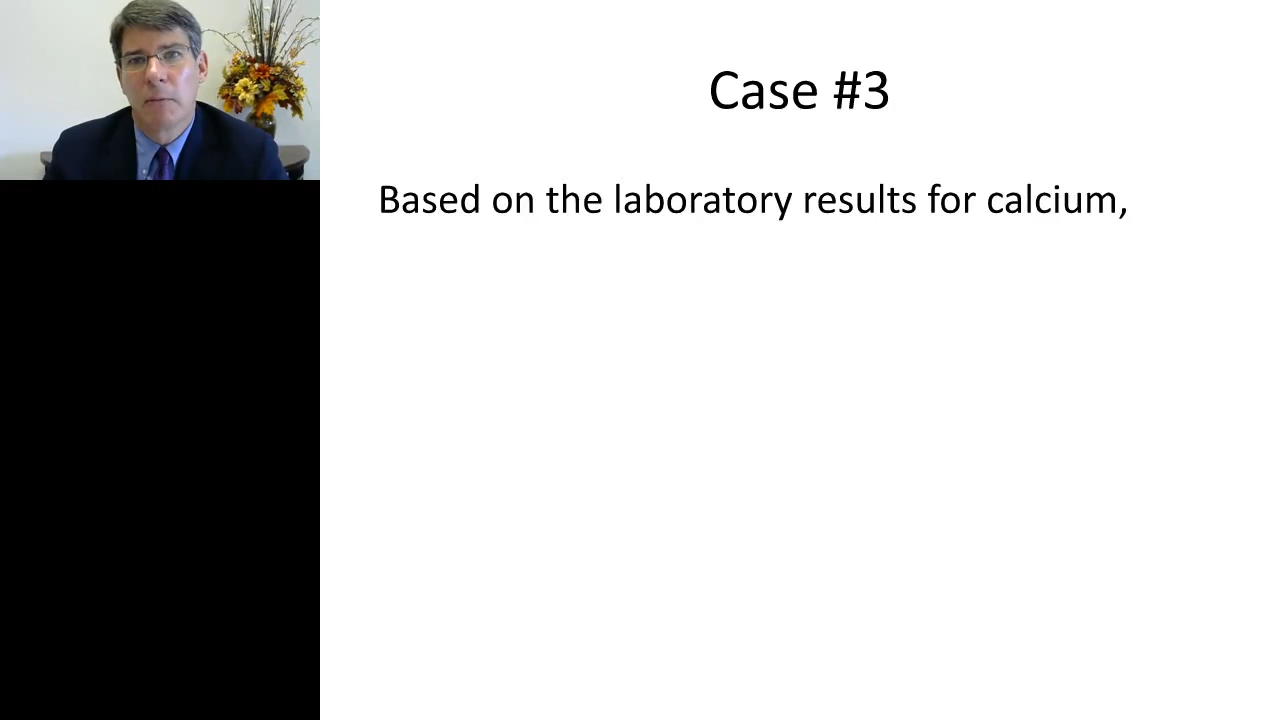 Case #3
Based on the laboratory results for calcium,